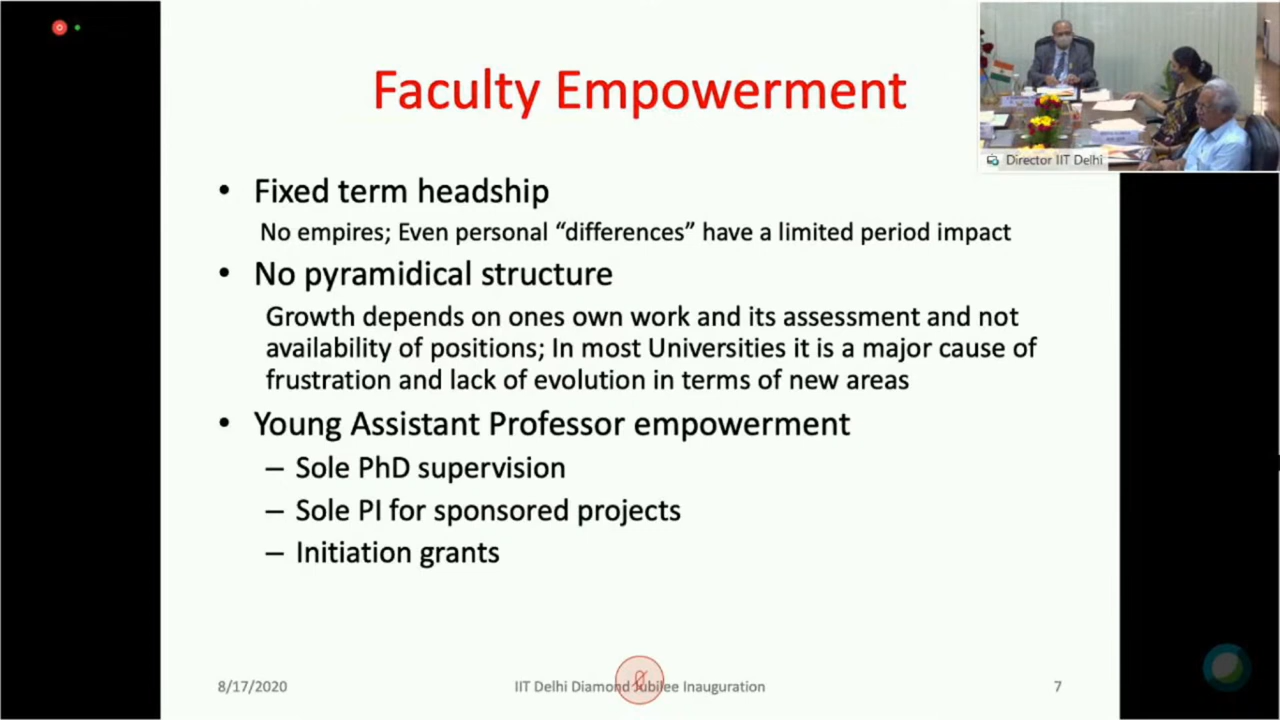 Faculty Empowerment
Director IIT Delhi
• Fixed term headship
No empires; Even personal “differences” have a limited period impact
• No pyramidical structure
Growth depends on ones own work and its assessment and not
availability of positions; In most Universities it is a major cause of
frustration and lack of evolution in terms of new areas
• Young Assistant Professor empowerment
– Sole PhD supervision
– Sole PI for sponsored projects
– Initiation grants
8/17/2020
IIT Delhi Diamond Jubilee Inauguration
7